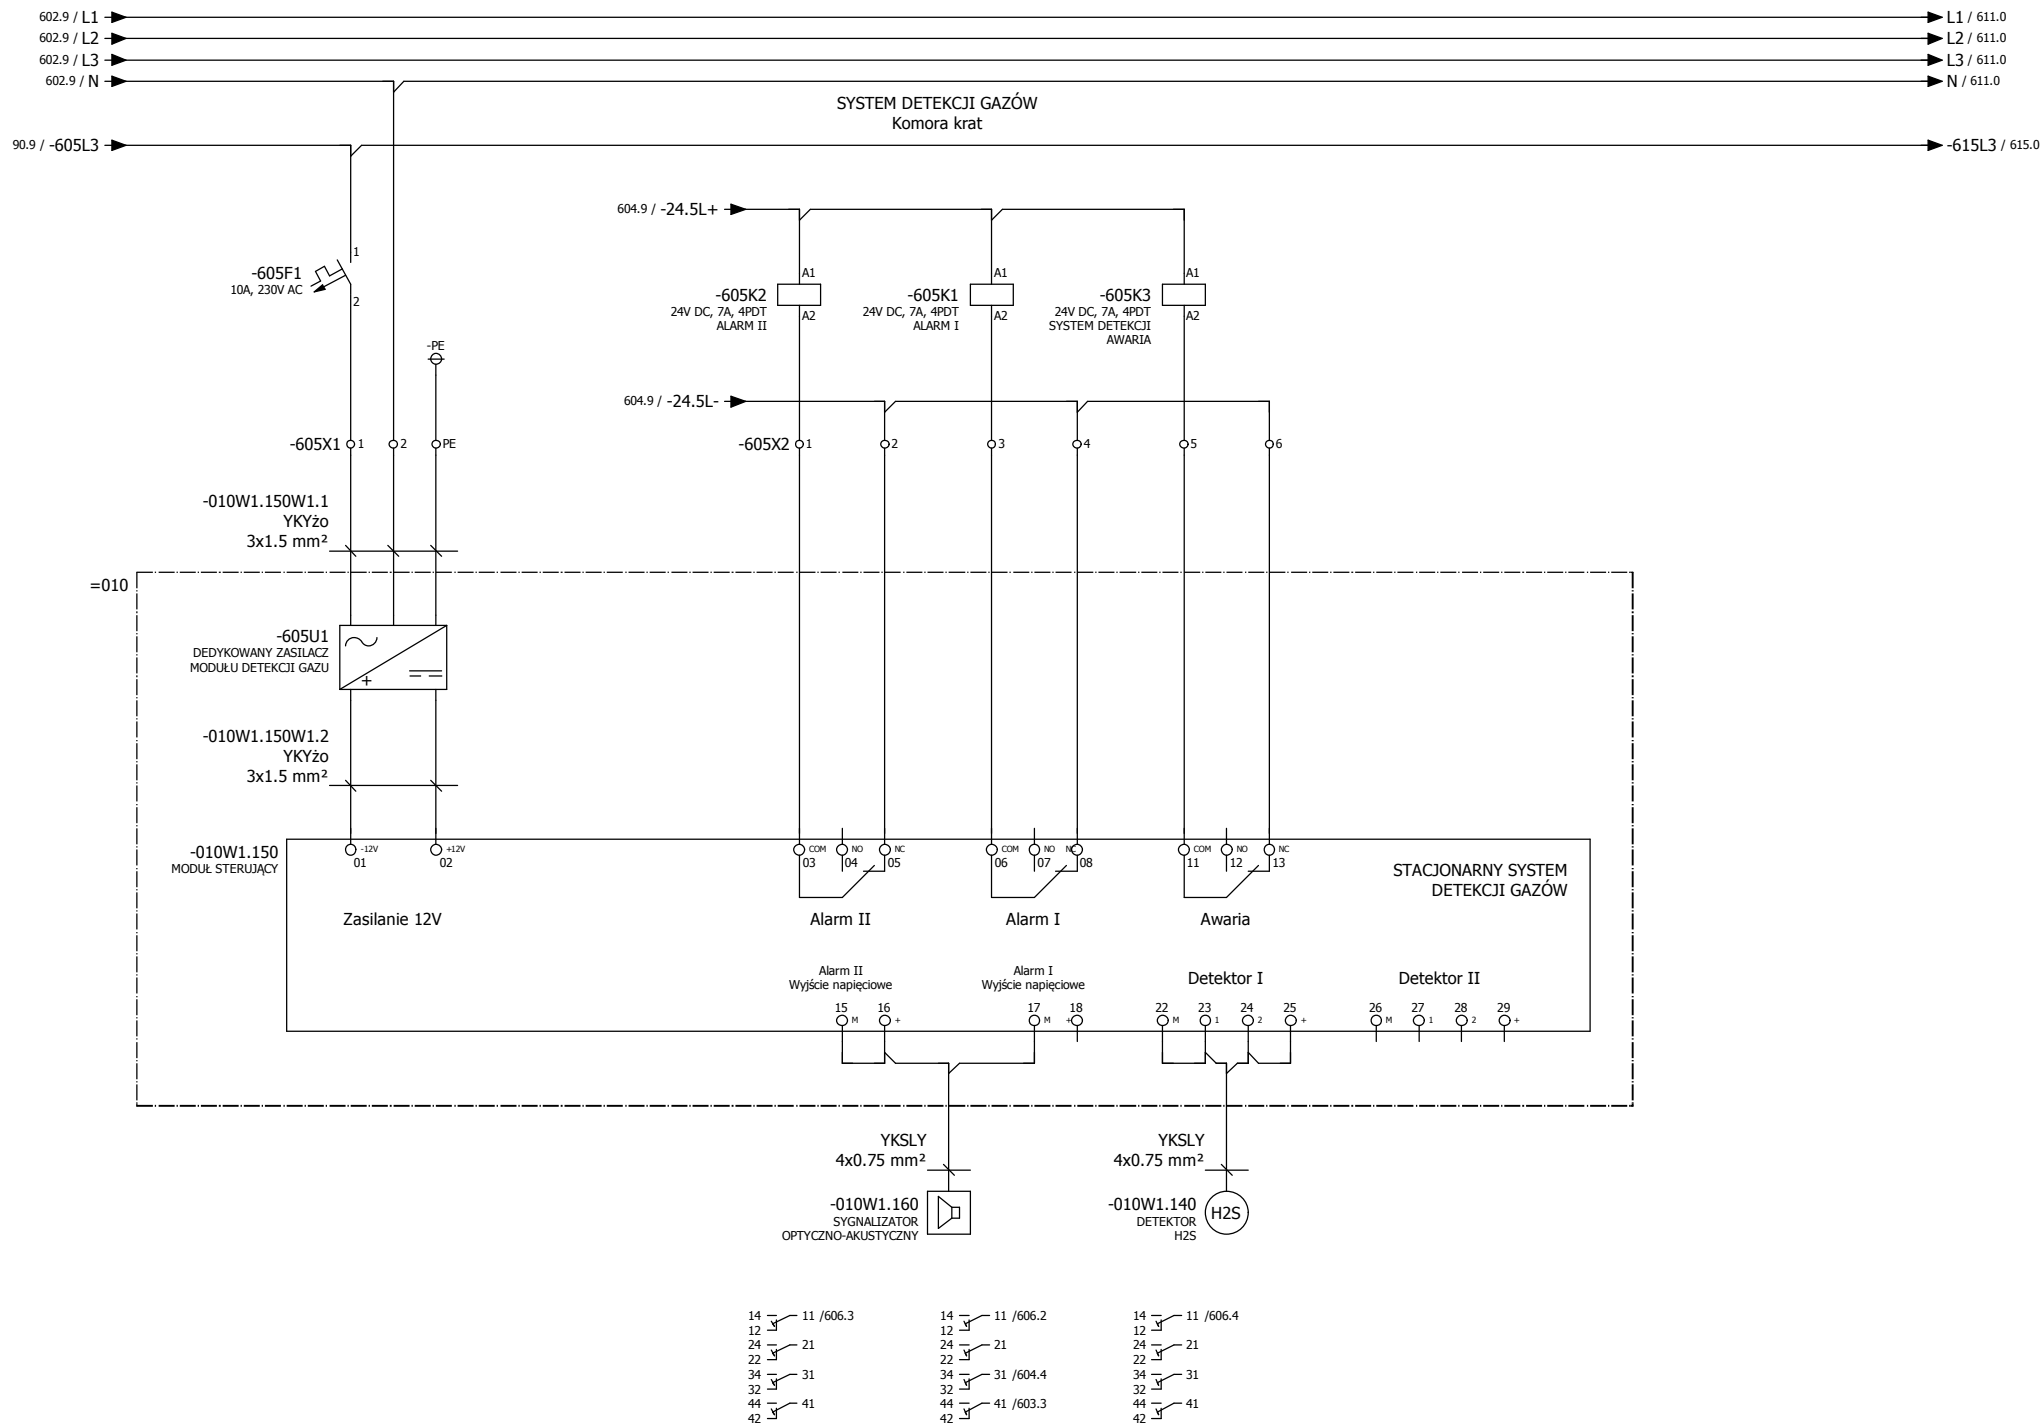 602.9 / L1
L1 / 611.0
602.9 / L2
L2 / 611.0
602.9 / L3
L3 / 611.0
602.9 / N
N / 611.0
SYSTEM DETEKCJI GAZÓW
Komora krat
90.9 / -605L3
-615L3 / 615.0
604.9 / -24.5L+
1
-605F1
10A, 230V AC
2
A1
-605K2
24V DC, 7A, 4PDT
ALARM II
A2
A1
-605K1
24V DC, 7A, 4PDT
ALARM I
A2
A1
-605K3
24V DC, 7A, 4PDT
SYSTEM DETEKCJI
AWARIA
A2
-PE
604.9 / -24.5L-
-605X1 1 2 PE
-605X2 1 2 3 4 5 6
-010W1.150W1.1
YKYżo
3x1.5 mm²
=010
-605U1
DEDYKOWANY ZASILACZ
MODUŁU DETEKCJI GAZU
+
-010W1.150W1.2
YKYżo
3x1.5 mm²
-010W1.150
MODUŁ STERUJĄCY
-12V +12V COM NO NC COM NO NC COM NO NC
01 02 03 04 05 06 07 08 11 12 13
STACJONARNY SYSTEM
DETEKCJI GAZÓW
Zasilanie 12V
Alarm II
Alarm I
Awaria
Alarm II
Wyjście napięciowe
Alarm I
Wyjście napięciowe
Detektor I
Detektor II
15 16 17 18 22 23 24 25 26 27 28 29
M + M + M 1 2 + M 1 2 +
YKSLY
4x0.75 mm²
YKSLY
4x0.75 mm²
-010W1.160
SYGNALIZATOR
OPTYCZNO-AKUSTYCZNY
-010W1.140
DETEKTOR
H2S
H2S
14 11 /606.3
12
24 21
22
34 31
32
44 41
42
14 11 /606.2
12
24 21
22
34 31 /604.4
32
44 41 /603.3
42
14 11 /606.4
12
24 21
22
34 31
32
44 41
42